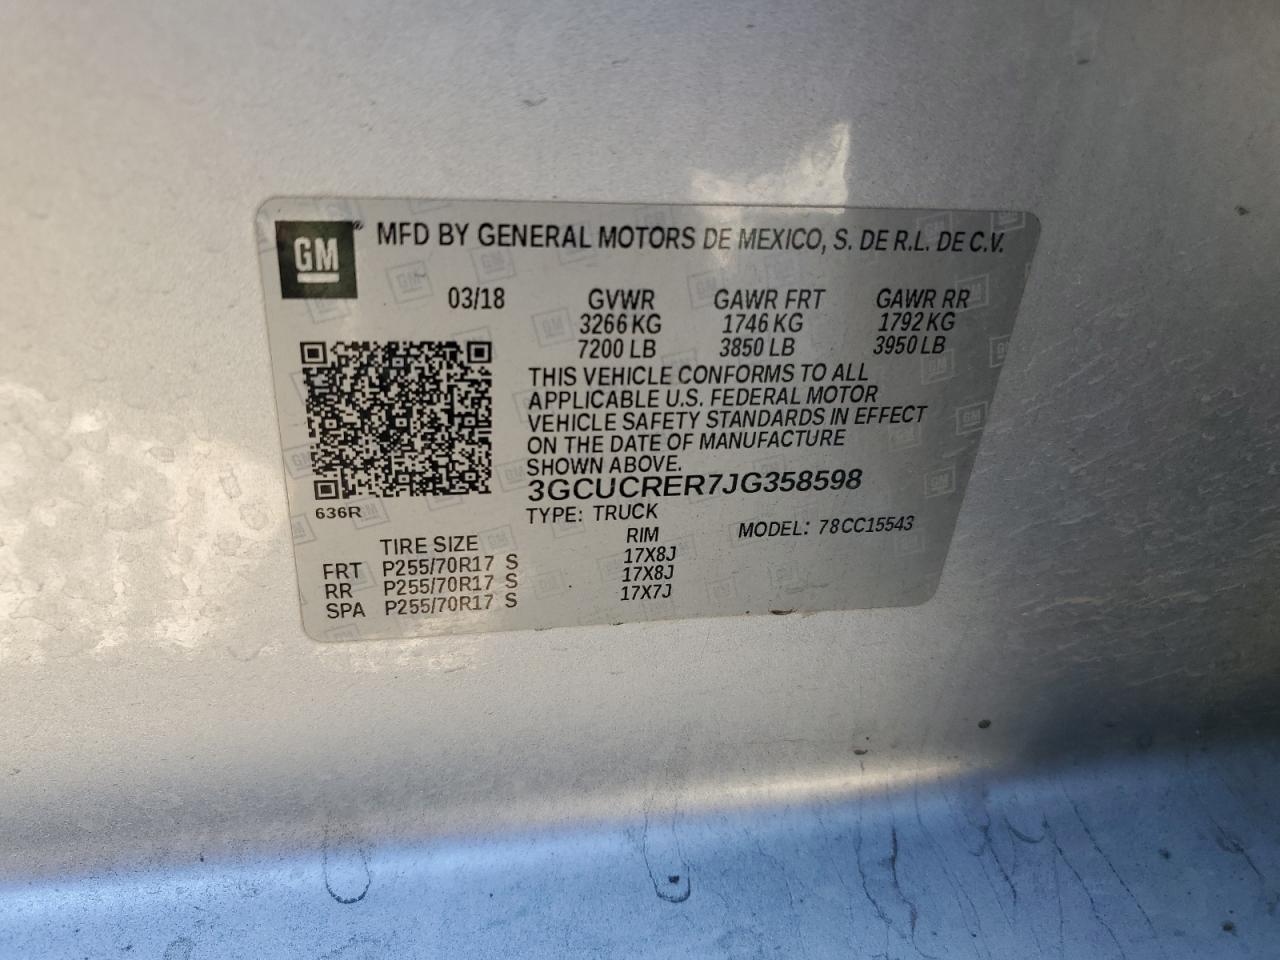 GM® MFD BY GENERAL MOTORS DE MEXICO, S. DE R.L. DE C.V.
03/18 GVWR GAWR FRT GAWR RR
3266 KG 1746 KG 1792 KG
7200 LB 3850 LB 3950 LB
THIS VEHICLE CONFORMS TO ALL
APPLICABLE U.S. FEDERAL MOTOR
VEHICLE SAFETY STANDARDS IN EFFECT
ON THE DATE OF MANUFACTURE
SHOWN ABOVE.
3GCUCRER7JG358598
636R TYPE: TRUCK MODEL: 78CC15543
TIRE SIZE RIM
FRT P255/70R17 S 17X8J
RR P255/70R17 S 17X8J
SPA P255/70R17 S 17X7J